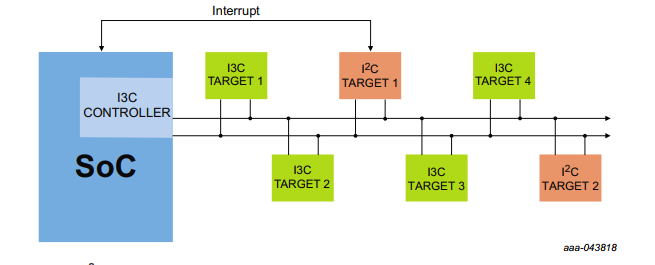 Interrupt
I3C
TARGET 1
I²C
TARGET 1
I3C
TARGET 4
I3C
CONTROLLER
SoC
I3C
TARGET 2
I3C
TARGET 3
I²C
TARGET 2
aaa-043818